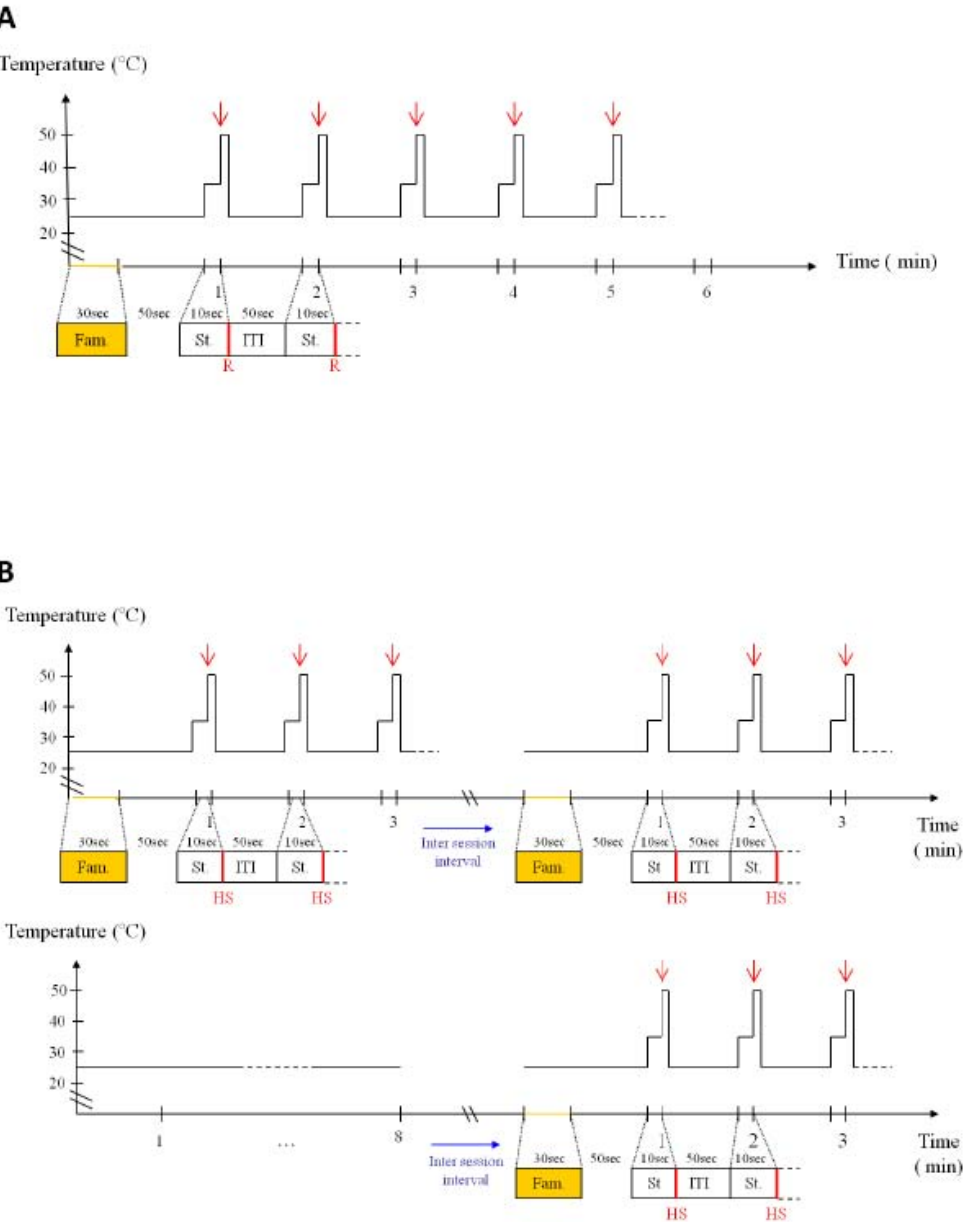 A
Temperature (°C)
50
40
30
20
Time ( min)
1 2 3 4 5 6
30sec 50sec 10sec 50sec 10sec
Fam. St. ITI St.
R R
B
Temperature (°C)
50
40
30
20
1 2 3 1 2 3
Time
( min)
30sec 50sec 10sec 50sec 10sec Inter session interval 30sec 50sec 10sec 50sec 10sec
Fam. St. ITI St. Fam. St ITI St.
HS HS HS HS
Temperature (°C)
50
40
30
20
1 ... 8 1 2 3
Time
( min)
Inter session interval 30sec 50sec 10sec 50sec 10sec
Fam. St ITI St.
HS HS